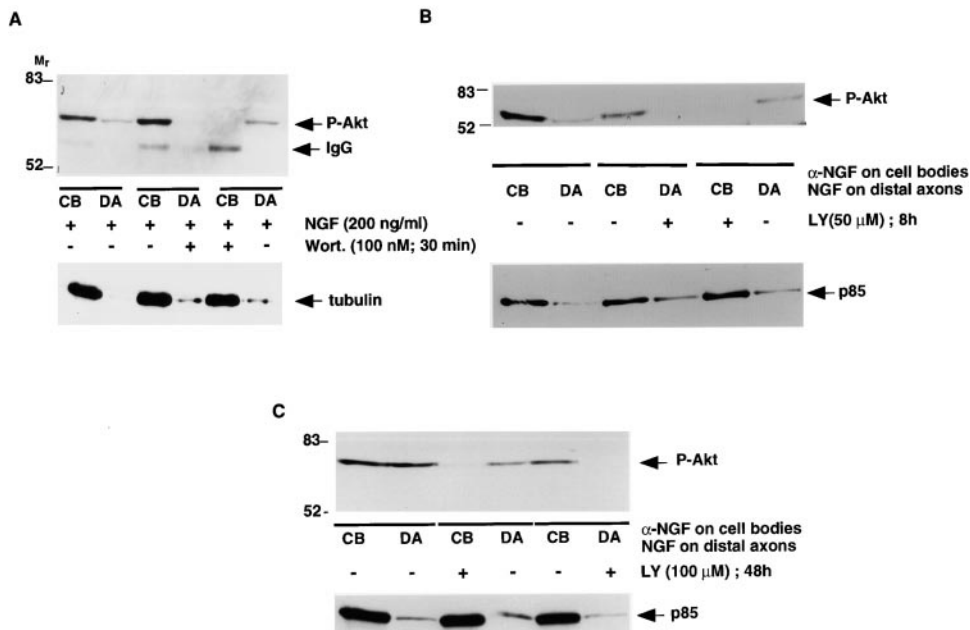 A
Mr
83
P-Akt
IgG
52
CB DA CB DA CB DA
+ + + + + + NGF (200 ng/ml)
- - - + + - Wort. (100 nM; 30 min)
tubulin
B
83
P-Akt
52
α-NGF on cell bodies
CB DA CB DA CB DA NGF on distal axons
- - - + + - LY(50 μM) ; 8h
p85
C
83
P-Akt
52
α-NGF on cell bodies
CB DA CB DA CB DA NGF on distal axons
- - + - - + LY (100 μM) ; 48h
p85